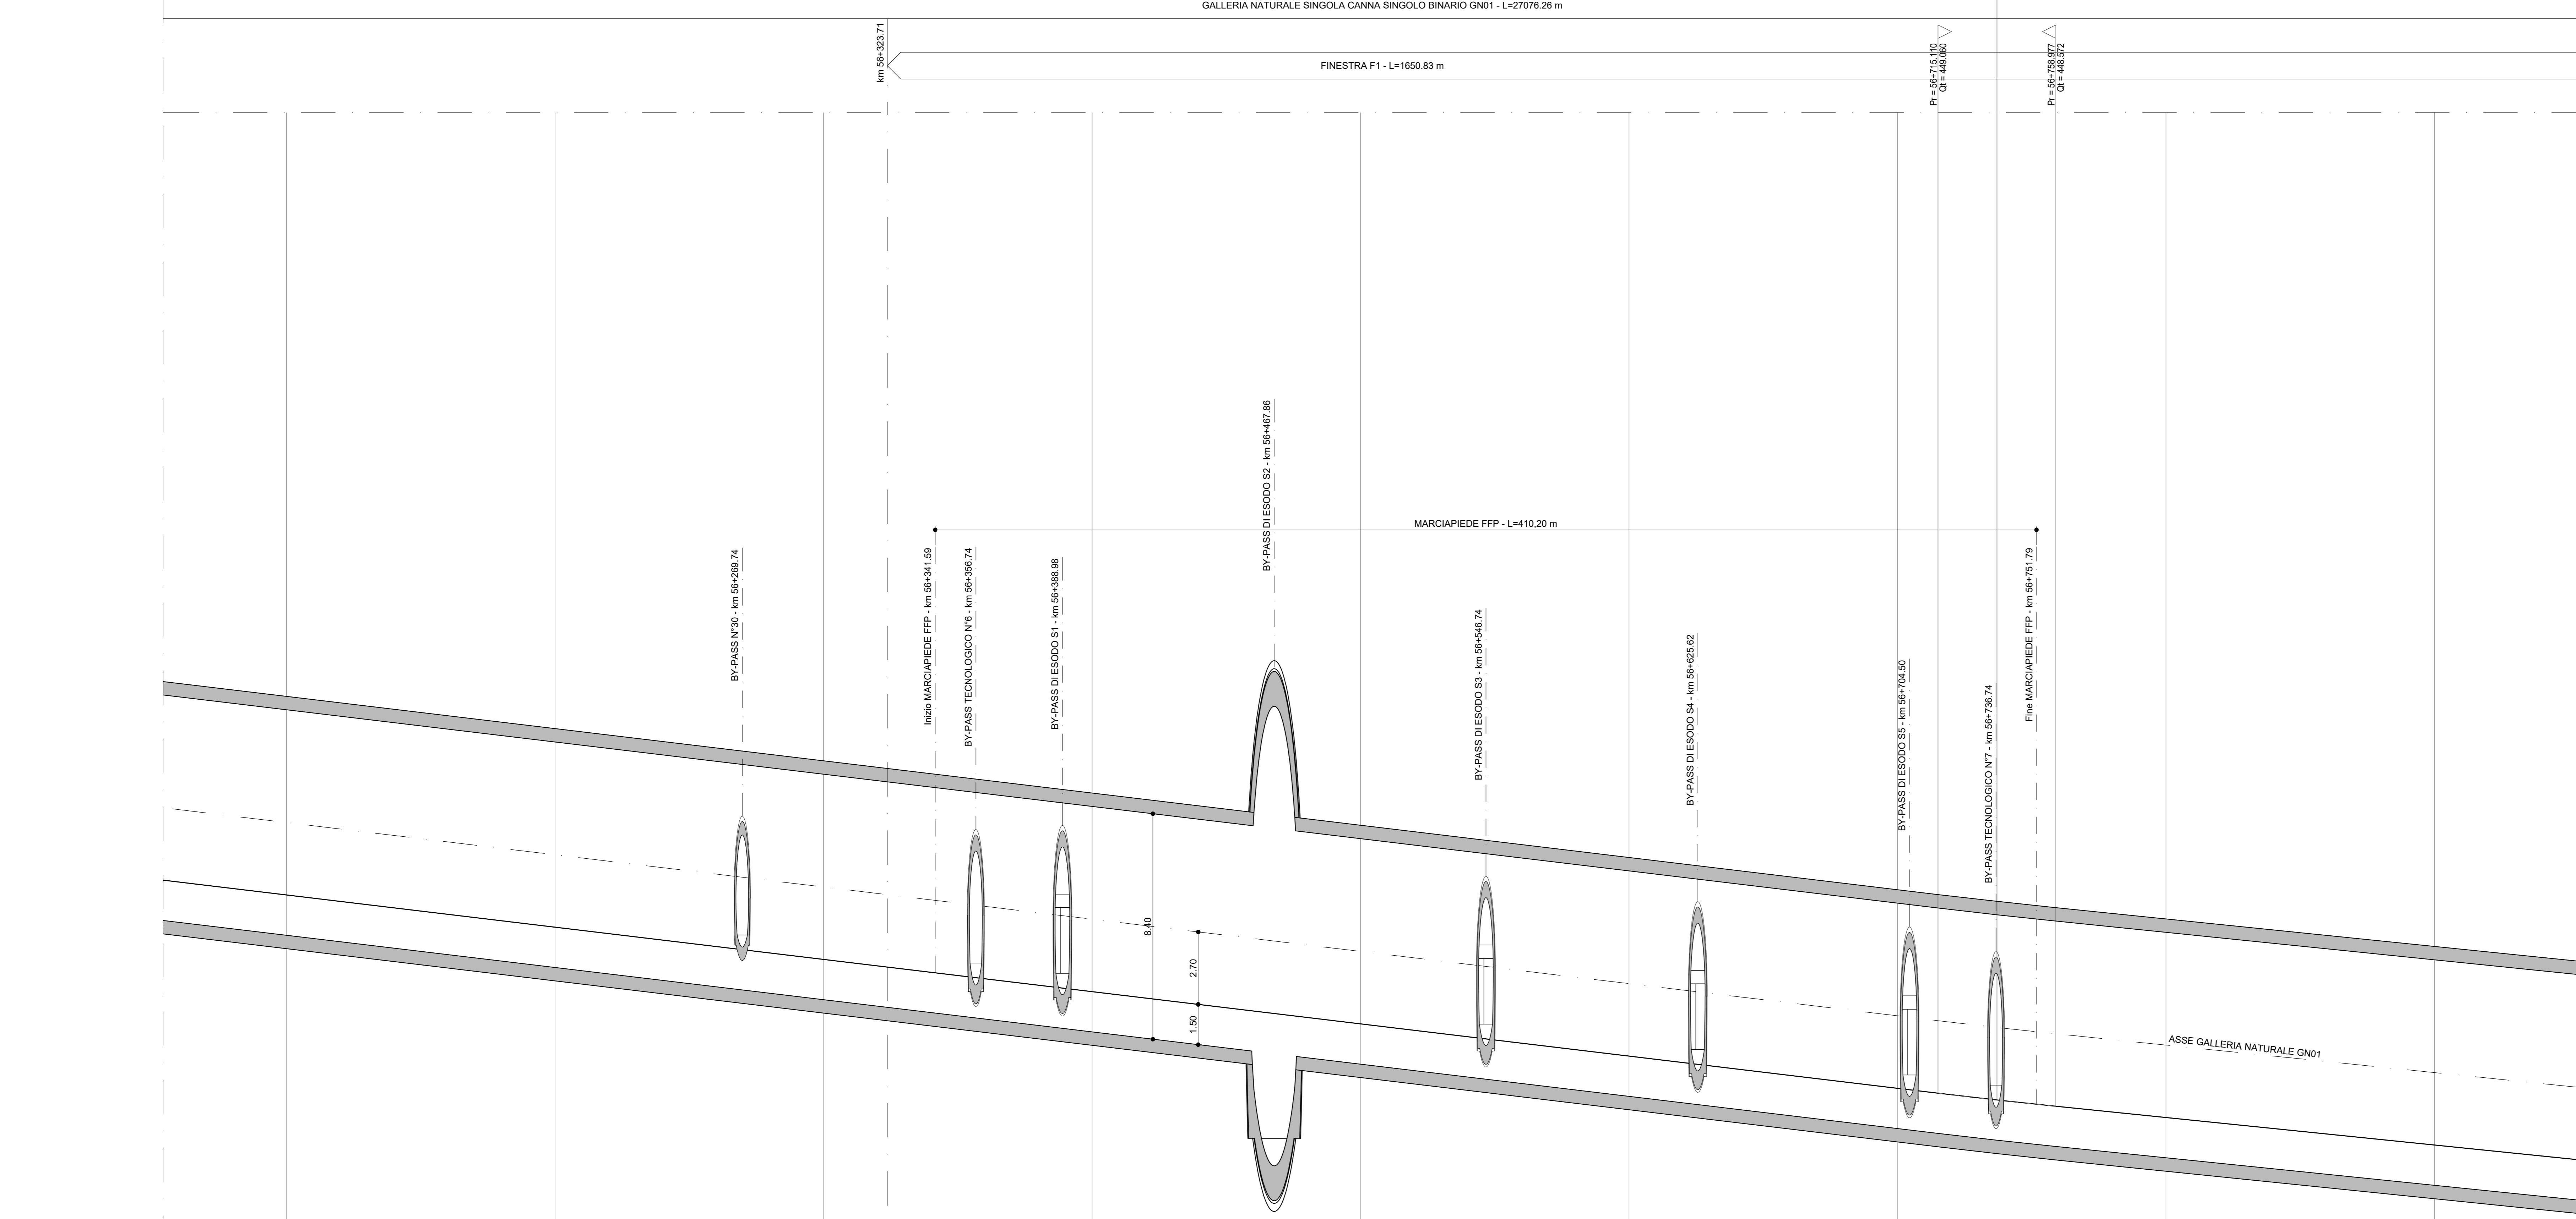 GALLERIA NATURALE SINGOLA CANNA SINGOLO BINARIO GN01 - L=27076.26 m
km 56+323.71
FINESTRA F1 - L=1650.83 m
Pr = 56+715.110
Qt = 449.060
Pr = 56+758.977
Qt = 448.572
BY-PASS DI ESODO S2 - km 56+467.86
MARCIAPIEDE FFP - L=410,20 m
BY-PASS N°30 - km 56+269.74
Inizio MARCIAPIEDE FFP - km 56+341.59
BY-PASS TECNOLOGICO N°6 - km 56+356.74
BY-PASS DI ESODO S1 - km 56+388.98
BY-PASS DI ESODO S3 - km 56+546.74
BY-PASS DI ESODO S4 - km 56+625.62
BY-PASS DI ESODO S5 - km 56+704.50
BY-PASS TECNOLOGICO N°7 - km 56+736.74
Fine MARCIAPIEDE FFP - km 56+751.79
8.40
2.70
1.50
ASSE GALLERIA NATURALE GN01